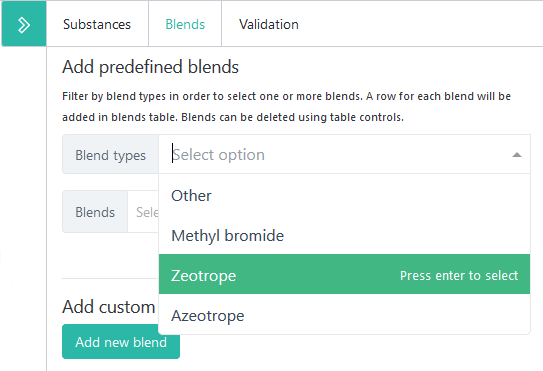 Substances
Blends
Validation
Add predefined blends
Filter by blend types in order to select one or more blends. A row for each blend will be
added in blends table. Blends can be deleted using table controls.
Blend types
Select option
Other
Blends
Methyl bromide
Zeotrope
Press enter to select
Add custom
Azeotrope
Add new blend